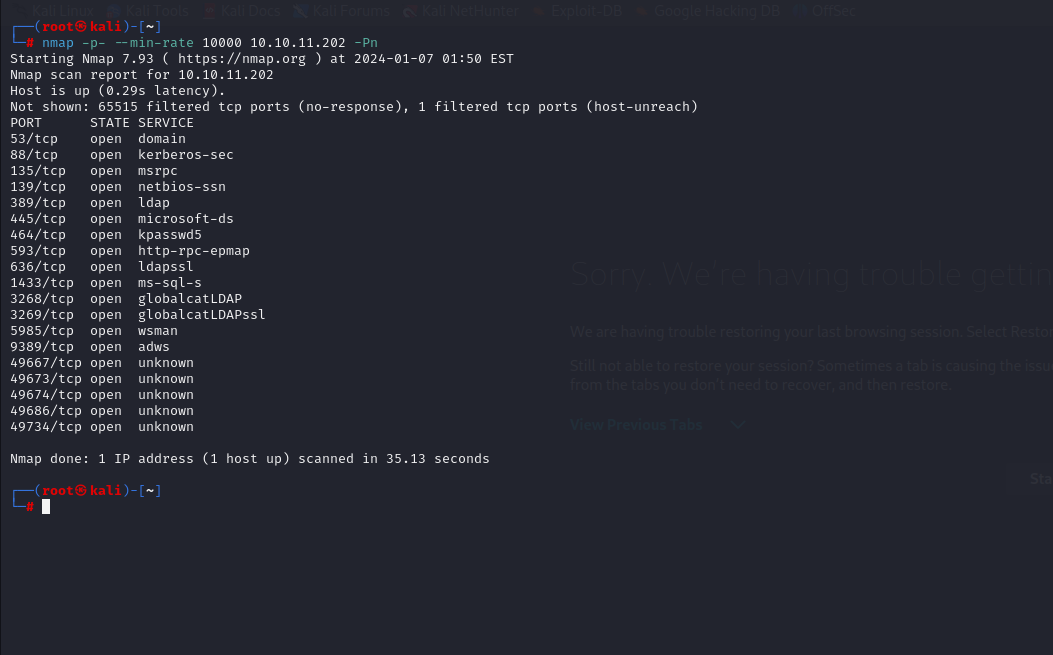 Kali Linux Kali Tools Kali Docs Kali Forums Kali NetHunter Exploit-DB Google Hacking DB OffSec
┌──(root㉿kali)-[~]
└─# nmap -p- --min-rate 10000 10.10.11.202 -Pn
Starting Nmap 7.93 ( https://nmap.org ) at 2024-01-07 01:50 EST
Nmap scan report for 10.10.11.202
Host is up (0.29s latency).
Not shown: 65515 filtered tcp ports (no-response), 1 filtered tcp ports (host-unreach)
PORT      STATE SERVICE
53/tcp    open  domain
88/tcp    open  kerberos-sec
135/tcp   open  msrpc
139/tcp   open  netbios-ssn
389/tcp   open  ldap
445/tcp   open  microsoft-ds
464/tcp   open  kpasswd5
593/tcp   open  http-rpc-epmap
636/tcp   open  ldapssl
1433/tcp  open  ms-sql-s
3268/tcp  open  globalcatLDAP
3269/tcp  open  globalcatLDAPssl
5985/tcp  open  wsman
9389/tcp  open  adws
49667/tcp open  unknown
49673/tcp open  unknown
49674/tcp open  unknown
49686/tcp open  unknown
49734/tcp open  unknown
Nmap done: 1 IP address (1 host up) scanned in 35.13 seconds
┌──(root㉿kali)-[~]
└─#
Sorry. We're having trouble gettin
We are having trouble restoring your last browsing session. Select Resto
Still not able to restore your session? Sometimes a tab is causing the issu
from the tabs you don't need to recover, and then restore.
View Previous Tabs
Sta